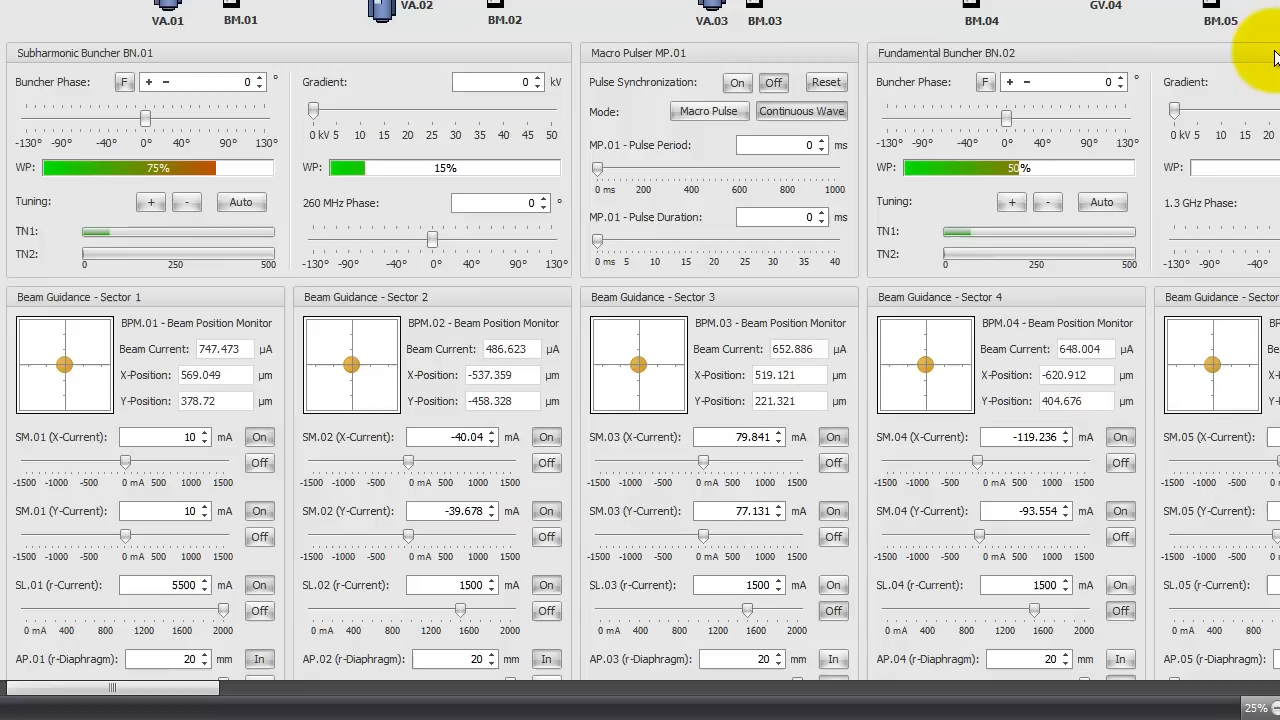 VA.01 BM.01 VA.02 BM.02 VA.03 BM.03 BM.04 GV.04 BM.05
Subharmonic Buncher BN.01
Buncher Phase: F + - 0 °
-130° -90° -40° 0° 40° 90° 130°
WP: 75%
Tuning: + - Auto
TN1:
TN2:
0 250 500
Gradient: 0 kV
0 kV 5 10 15 20 25 30 35 40 45 50
WP: 15%
260 MHz Phase: 0 °
-130° -90° -40° 0° 40° 90° 130°
Macro Pulser MP.01
Pulse Synchronization: On Off Reset
Mode: Macro Pulse Continuous Wave
MP.01 - Pulse Period: 0 ms
0 ms 200 400 600 800 1000
MP.01 - Pulse Duration: 0 ms
0 ms 5 10 15 20 25 30 35 40
Fundamental Buncher BN.02
Buncher Phase: F + - 0 °
-130° -90° -40° 0° 40° 90° 130°
WP: 50%
Tuning: + - Auto
TN1:
TN2:
0 250 500
Gradient:
0 kV 5 10 15 20
WP:
1.3 GHz Phase:
-130° -90° -40°
Beam Guidance - Sector 1
BPM.01 - Beam Position Monitor
Beam Current: 747.473 µA
X-Position: 569.049 µm
Y-Position: 378.72 µm
SM.01 (X-Current): 10 mA On
Off
-1500 -1000 -500 0 mA 500 1000 1500
SM.01 (Y-Current): 10 mA On
Off
-1500 -1000 -500 0 mA 500 1000 1500
SL.01 (r-Current): 5500 mA On
Off
0 mA 400 800 1200 1600 2000
AP.01 (r-Diaphragm): 20 mm In
Beam Guidance - Sector 2
BPM.02 - Beam Position Monitor
Beam Current: 486.623 µA
X-Position: -537.359 µm
Y-Position: -458.328 µm
SM.02 (X-Current): -40.04 mA On
Off
-1500 -1000 -500 0 mA 500 1000 1500
SM.02 (Y-Current): -39.678 mA On
Off
-1500 -1000 -500 0 mA 500 1000 1500
SL.02 (r-Current): 1500 mA On
Off
0 mA 400 800 1200 1600 2000
AP.02 (r-Diaphragm): 20 mm In
Beam Guidance - Sector 3
BPM.03 - Beam Position Monitor
Beam Current: 652.886 µA
X-Position: 519.121 µm
Y-Position: 221.321 µm
SM.03 (X-Current): 79.841 mA On
Off
-1500 -1000 -500 0 mA 500 1000 1500
SM.03 (Y-Current): 77.131 mA On
Off
-1500 -1000 -500 0 mA 500 1000 1500
SL.03 (r-Current): 1500 mA On
Off
0 mA 400 800 1200 1600 2000
AP.03 (r-Diaphragm): 20 mm In
Beam Guidance - Sector 4
BPM.04 - Beam Position Monitor
Beam Current: 648.004 µA
X-Position: -620.912 µm
Y-Position: 404.676 µm
SM.04 (X-Current): -119.236 mA On
Off
-1500 -1000 -500 0 mA 500 1000 1500
SM.04 (Y-Current): -93.554 mA On
Off
-1500 -1000 -500 0 mA 500 1000 1500
SL.04 (r-Current): 1500 mA On
Off
0 mA 400 800 1200 1600 2000
AP.04 (r-Diaphragm): 20 mm In
Beam Guidance - Sector
BPM.05
Beam
X-Po
Y-Po
SM.05 (X-Current):
-1500 -1000 -500 0 mA
SM.05 (Y-Current):
-1500 -1000 -500 0 mA
SL.05 (r-Current):
0 mA 400 800
AP.05 (r-Diaphragm):
25%